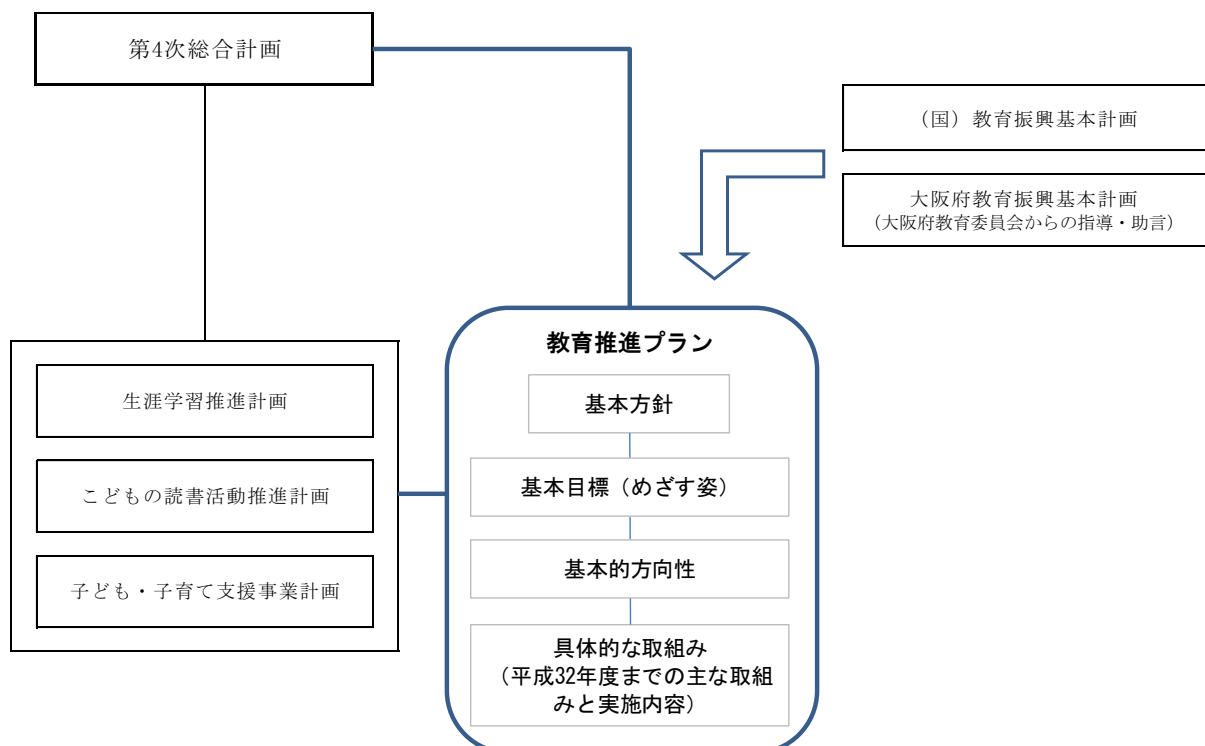 第4次総合計画
（国）教育振興基本計画
大阪府教育振興基本計画
（大阪府教育委員会からの指導・助言）
生涯学習推進計画
こどもの読書活動推進計画
子ども・子育て支援事業計画
教育推進プラン
基本方針
基本目標（めざす姿）
基本的方向性
具体的な取組み
（平成32年度までの主な取組
みと実施内容）